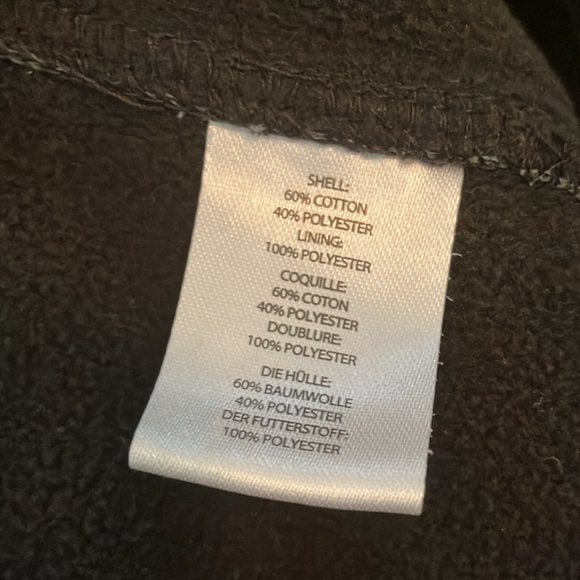 SHELL:
60% COTTON
40% POLYESTER
LINING:
100% POLYESTER
COQUILLE:
60% COTON
40% POLYESTER
DOUBLURE:
100% POLYESTER
DIE HÜLLE:
60% BAUMWOLLE
40% POLYESTER
DER FUTTERSTOFF:
100% POLYESTER